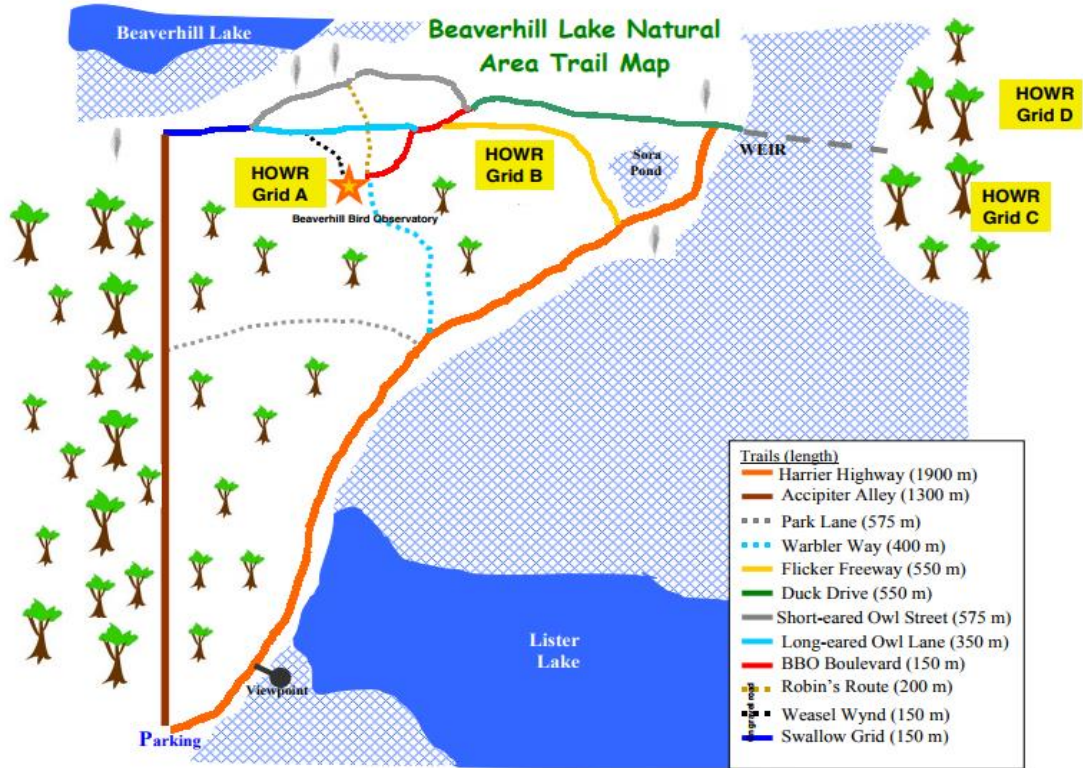 Beaverhill Lake
Beaverhill Lake Natural
Area Trail Map
HOWR
Grid D
WEIR
HOWR
Grid A
HOWR
Grid B
Sora
Pond
HOWR
Grid C
Beaverhill Bird Observatory
Lister
Lake
Viewpoint
Parking
Trails (length)
Harrier Highway (1900 m)
Accipiter Alley (1300 m)
Park Lane (575 m)
Warbler Way (400 m)
Flicker Freeway (550 m)
Duck Drive (550 m)
Short-eared Owl Street (575 m)
Long-eared Owl Lane (350 m)
BBO Boulevard (150 m)
Robin's Route (200 m)
Weasel Wynd (150 m)
Swallow Grid (150 m)
gravel road